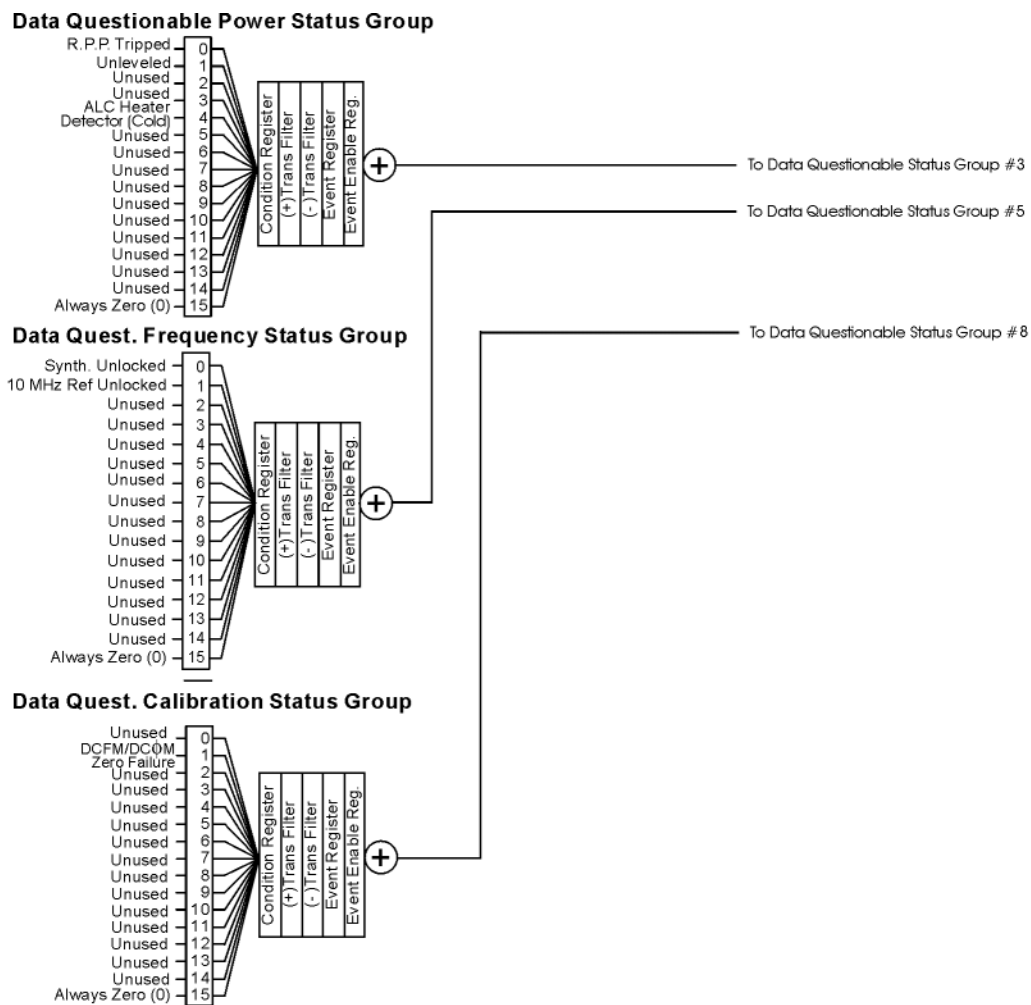 Data Questionable Power Status Group
R.P.P. Tripped 0
Unleveled 1
Unused 2
Unused 3
ALC Heater
Detector (Cold) 4
Unused 5
Unused 6
Unused 7
Unused 8
Unused 9
Unused 10
Unused 11
Unused 12
Unused 13
Unused 14
Always Zero (0) 15
Condition Register
(+)Trans Filter
(-)Trans Filter
Event Register
Event Enable Reg.
+
To Data Questionable Status Group #3
To Data Questionable Status Group #5
Data Quest. Frequency Status Group
Synth. Unlocked 0
10 MHz Ref Unlocked 1
Unused 2
Unused 3
Unused 4
Unused 5
Unused 6
Unused 7
Unused 8
Unused 9
Unused 10
Unused 11
Unused 12
Unused 13
Unused 14
Always Zero (0) 15
Condition Register
(+)Trans Filter
(-)Trans Filter
Event Register
Event Enable Reg.
+
To Data Questionable Status Group #8
Data Quest. Calibration Status Group
Unused 0
DCFM/DCϕM 1
Zero Failure
Unused 2
Unused 3
Unused 4
Unused 5
Unused 6
Unused 7
Unused 8
Unused 9
Unused 10
Unused 11
Unused 12
Unused 13
Unused 14
Always Zero (0) 15
Condition Register
(+)Trans Filter
(-)Trans Filter
Event Register
Event Enable Reg.
+